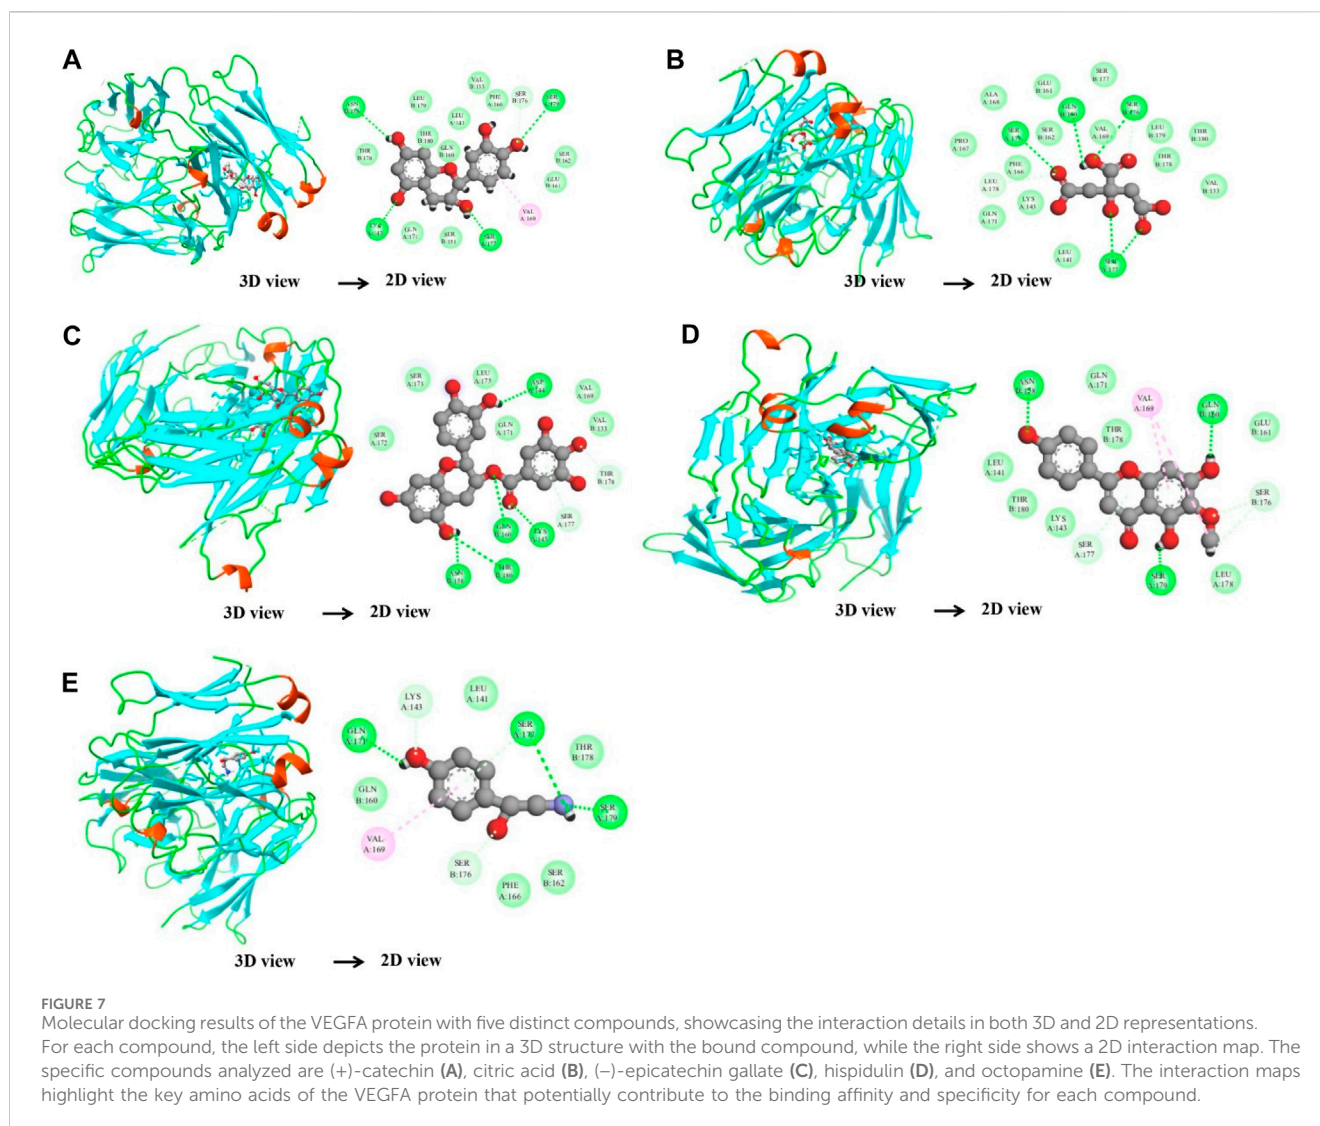 A
VAL
B:133
LEU
B:179
PHE
A:166
SER
B:176
LEU
A:141
THR
B:180
GLN
B:160
THR
B:178
SER
B:162
GLU
B:161
VAL
A:169
GLN
A:171
SER
3D view → 2D view
B
SER
B:177
GLU
B:161
ALA
A:168
GLN
SER
SER
B:162
VAL
A:169
LEU
B:179
THR
B:180
PRO
A:167
PHE
A:166
THR
B:178
LEU
A:178
LYS
A:143
VAL
B:133
GLN
A:171
LEU
A:141
3D view → 2D view
C
SER
LEU
VAL
A:169
GLN
A:171
VAL
B:133
SER
A:172
THR
SER
A:177
GLN
LYS
ASN
THR
3D view → 2D view
D
ASN
GLN
A:171
VAL
A:169
GLN
THR
B:178
GLU
B:161
LEU
A:141
THR
B:180
LYS
A:143
SER
B:176
SER
A:177
SER
LEU
A:178
3D view → 2D view
E
LYS
A:143
LEU
A:141
GLN
A:171
SER
THR
B:178
GLN
B:160
SER
A:179
VAL
A:169
SER
B:176
PHE
A:166
SER
B:162
3D view → 2D view
FIGURE 7
Molecular docking results of the VEGFA protein with five distinct compounds, showcasing the interaction details in both 3D and 2D representations.
For each compound, the left side depicts the protein in a 3D structure with the bound compound, while the right side shows a 2D interaction map. The
specific compounds analyzed are (+)-catechin (A), citric acid (B), (−)-epicatechin gallate (C), hispidulin (D), and octopamine (E). The interaction maps
highlight the key amino acids of the VEGFA protein that potentially contribute to the binding affinity and specificity for each compound.